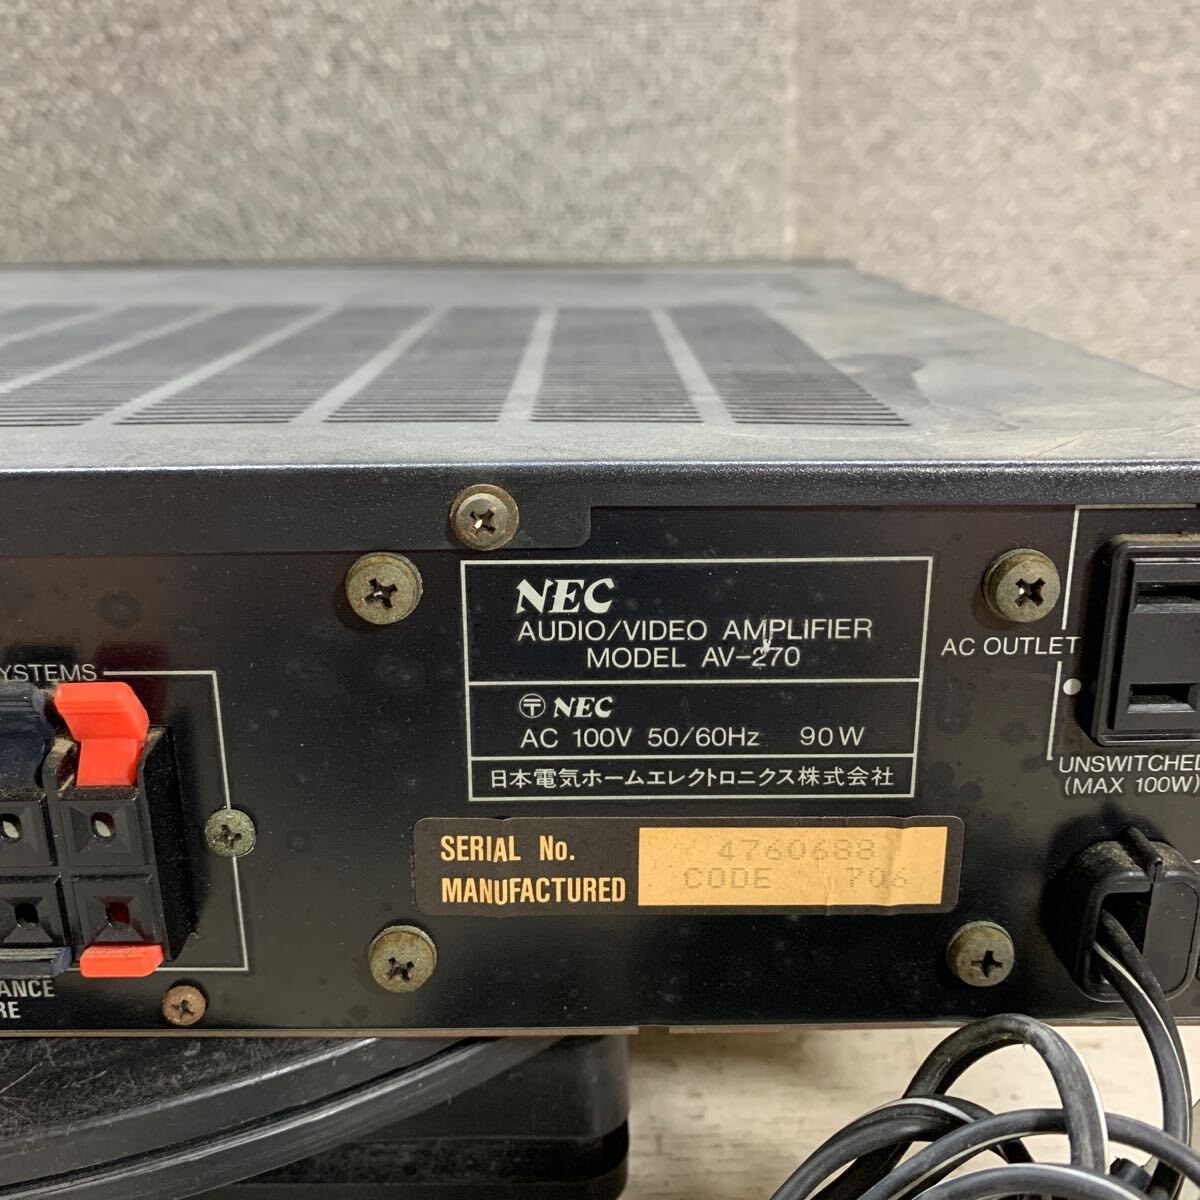 NEC
AUDIO/VIDEO AMPLIFIER
MODEL AV-270
〒 NEC
AC 100V 50/60Hz 90W
日本電気ホームエレクトロニクス株式会社
SERIAL No. 4760688
MANUFACTURED CODE 706
AC OUTLET
UNSWITCHED
(MAX 100W)
YSTEMS
ANCE
RE